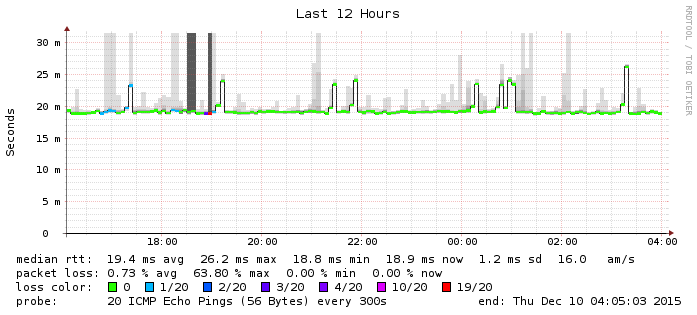 Last 12 Hours
RRDTOOL / TOBI OETIKER
Seconds
30 m
25 m
20 m
15 m
10 m
5 m
0
18:00 20:00 22:00 00:00 02:00 04:00
median rtt: 19.4 ms avg 26.2 ms max 18.8 ms min 18.9 ms now 1.2 ms sd 16.0 am/s
packet loss: 0.73 % avg 63.80 % max 0.00 % min 0.00 % now
loss color: 0 1/20 2/20 3/20 4/20 10/20 19/20
probe: 20 ICMP Echo Pings (56 Bytes) every 300s end: Thu Dec 10 04:05:03 2015